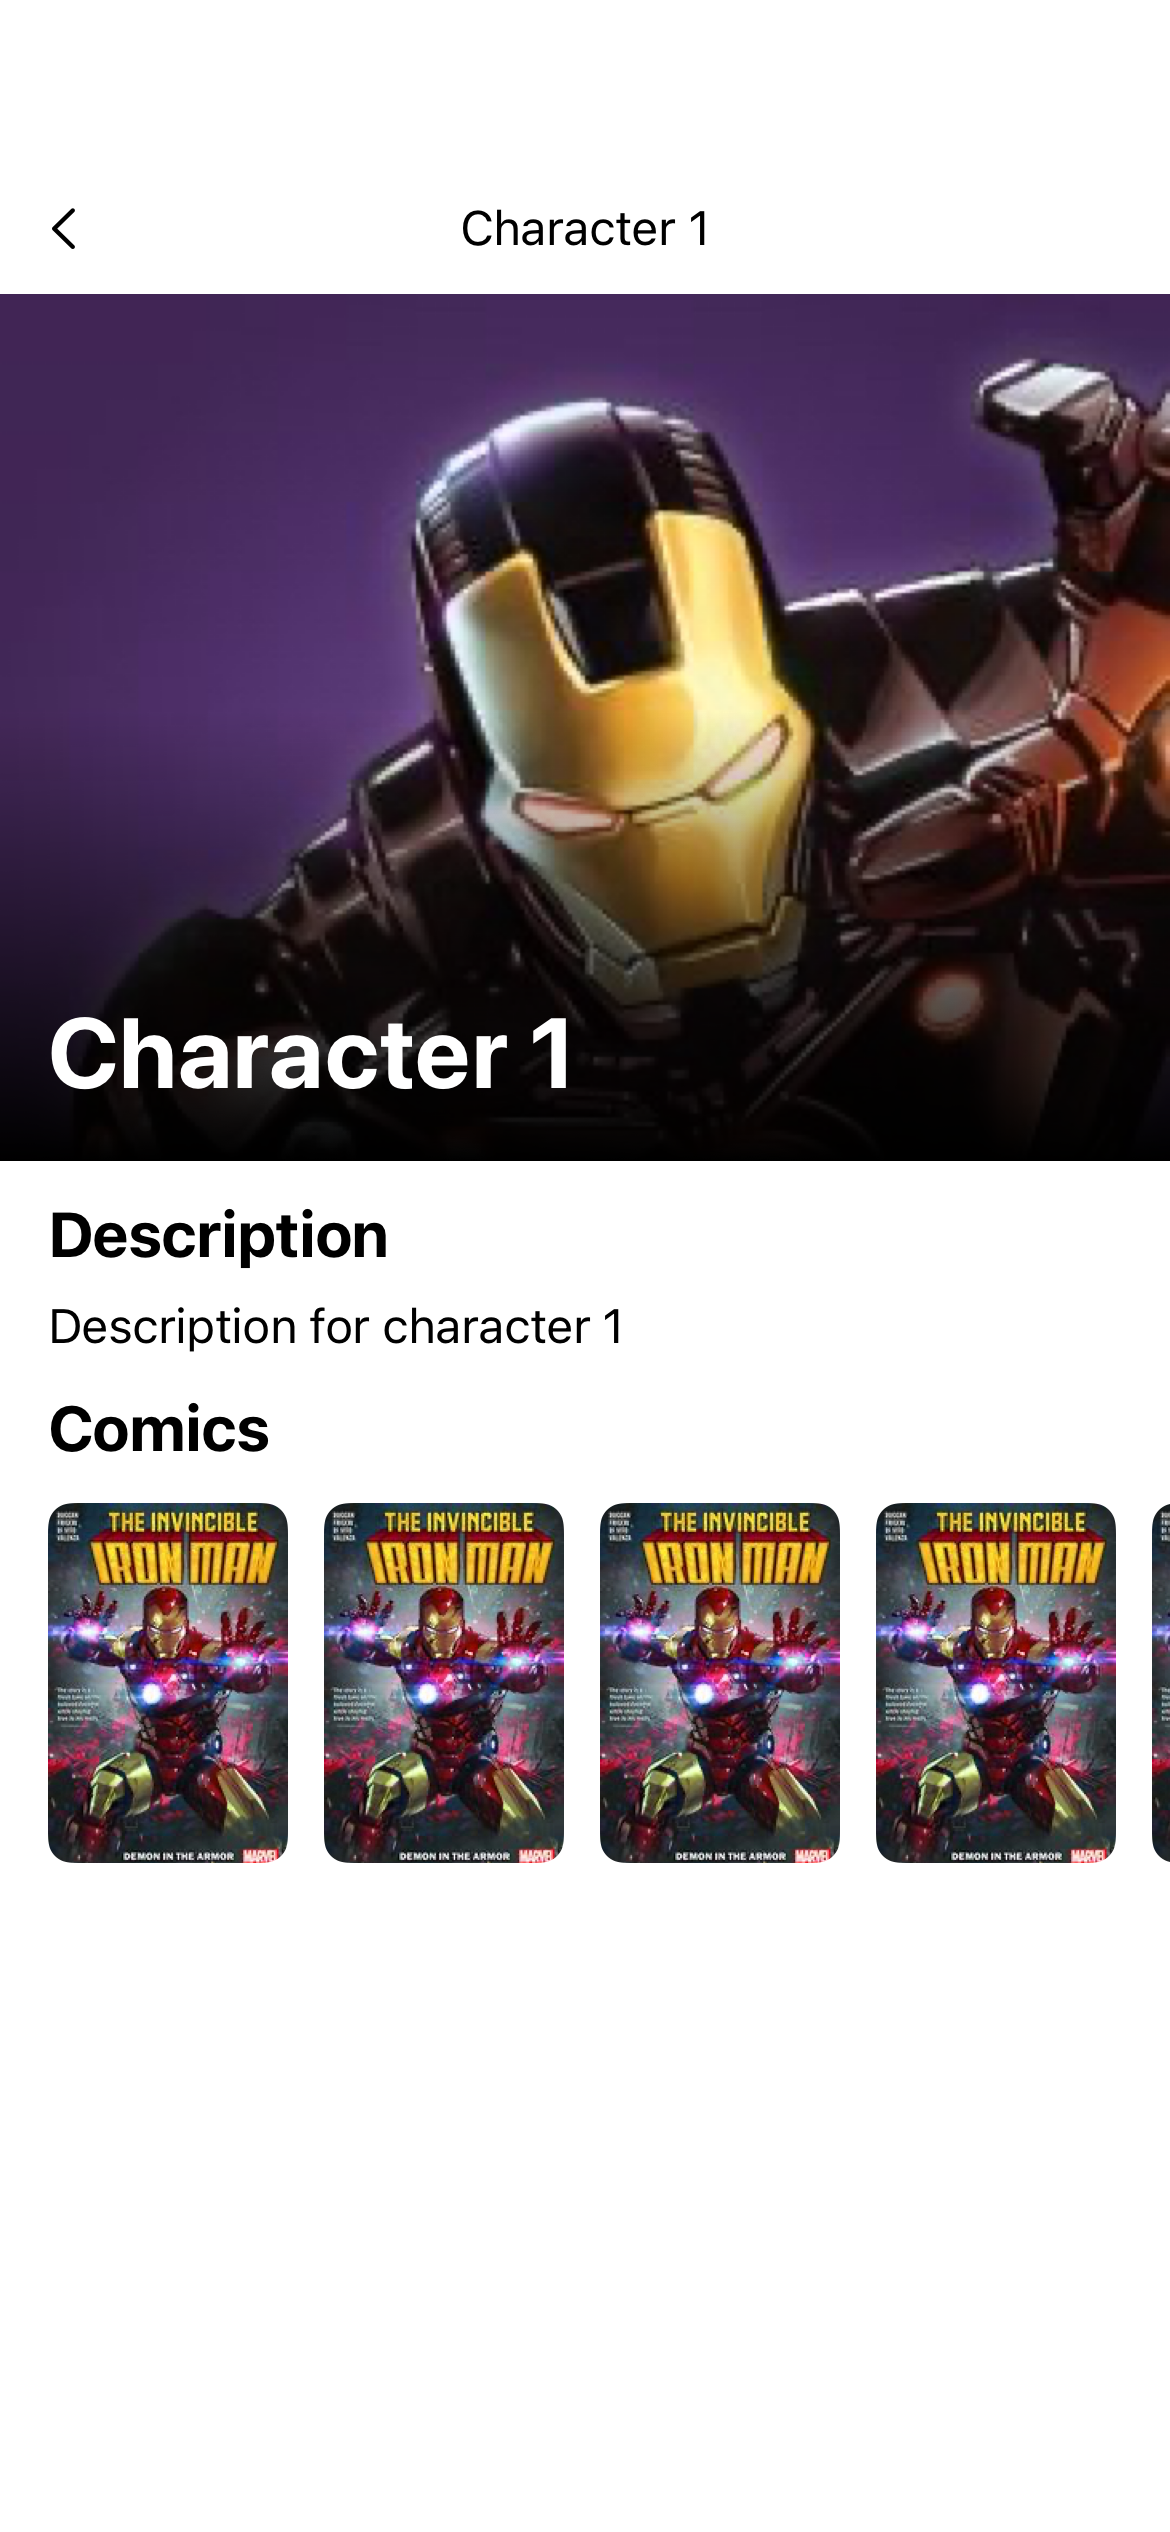 Character 1
Character 1
Description
Description for character 1
Comics
THE INVINCIBLE
IRON MAN
DEMON IN THE ARMOR MARVEL
THE INVINCIBLE
IRON MAN
DEMON IN THE ARMOR MARVEL
THE INVINCIBLE
IRON MAN
DEMON IN THE ARMOR MARVEL
THE INVINCIBLE
IRON MAN
DEMON IN THE ARMOR MARVEL